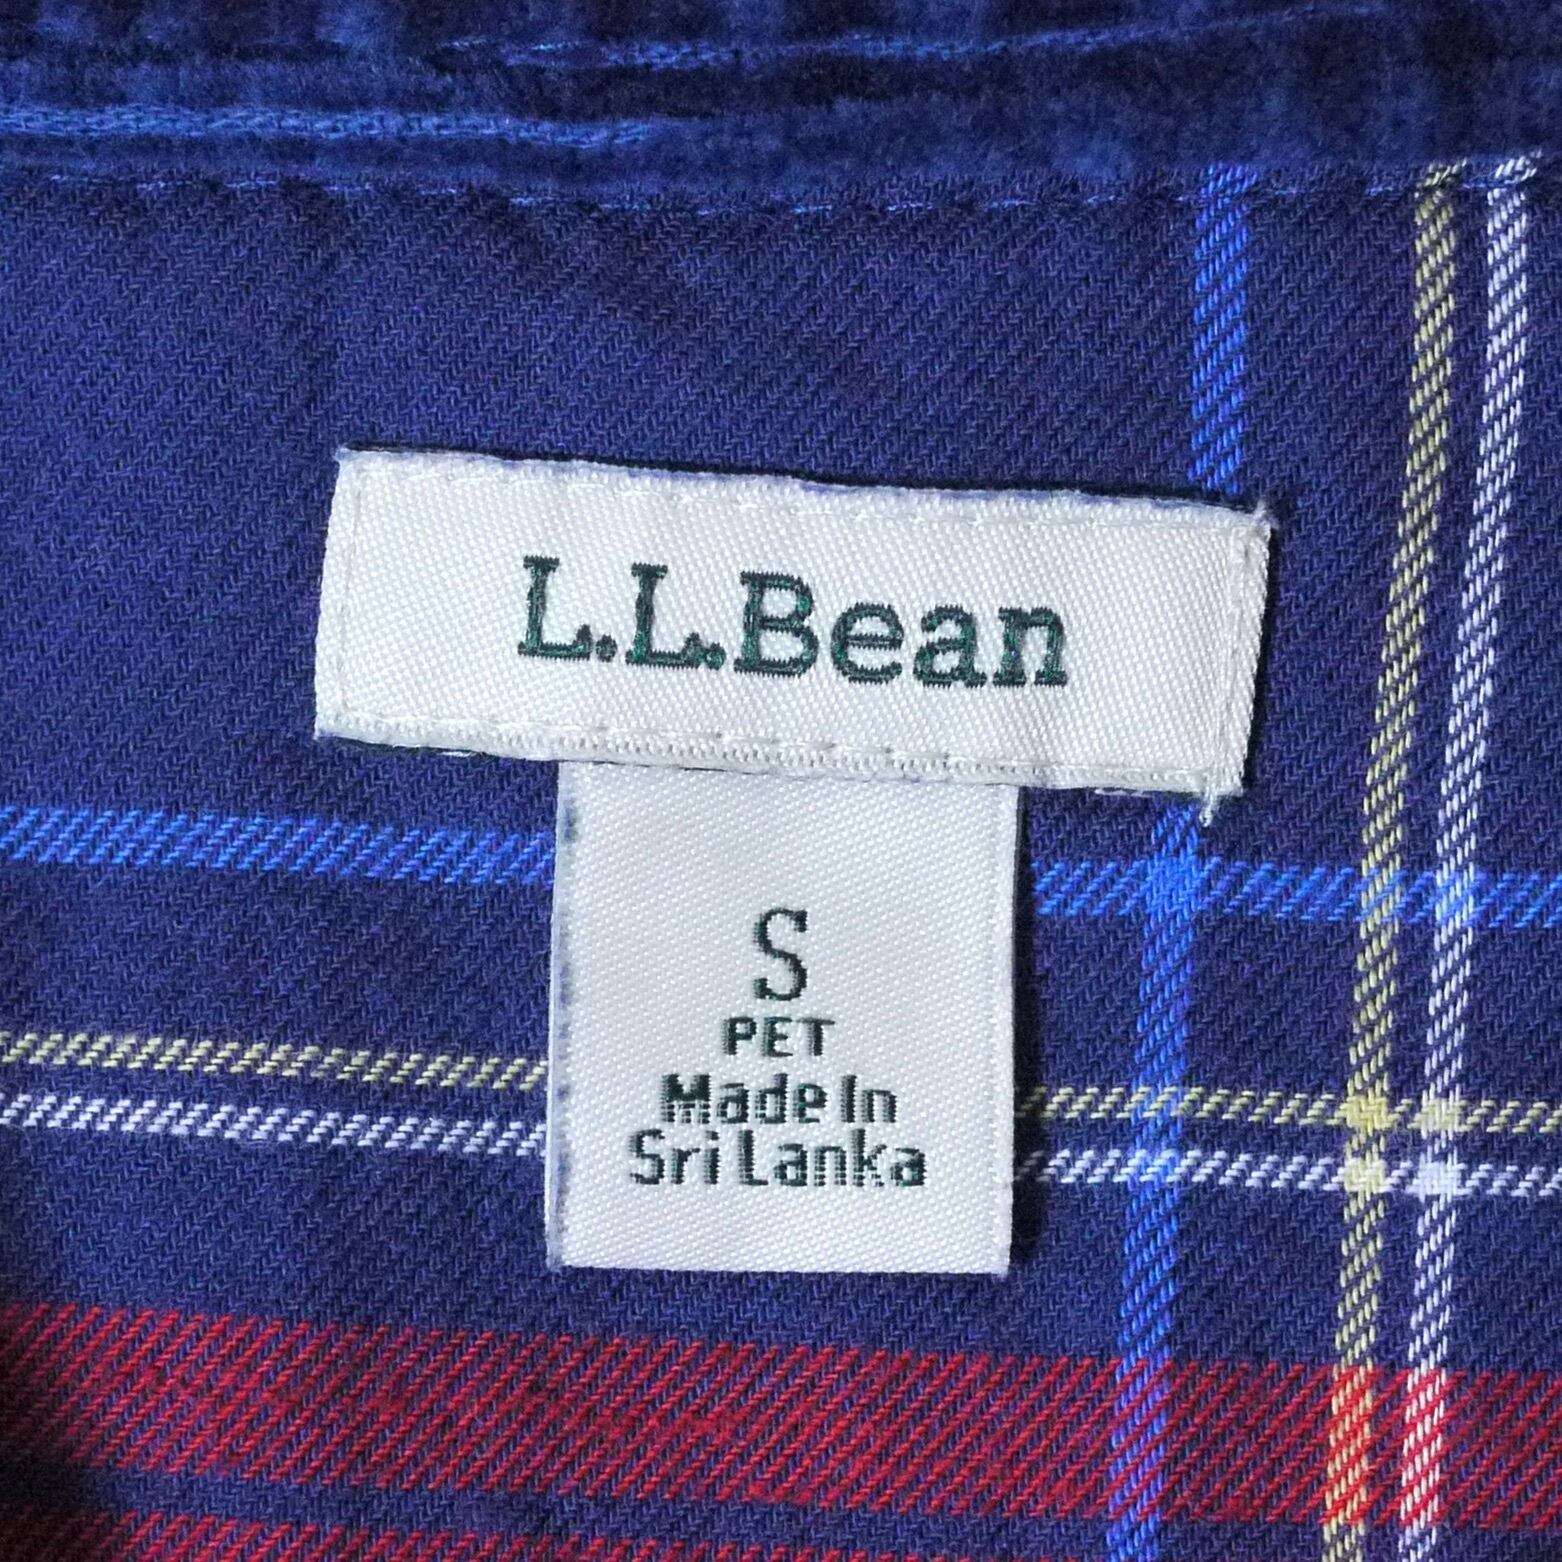 L.L.Bean
S
PET
Made In
Sri Lanka